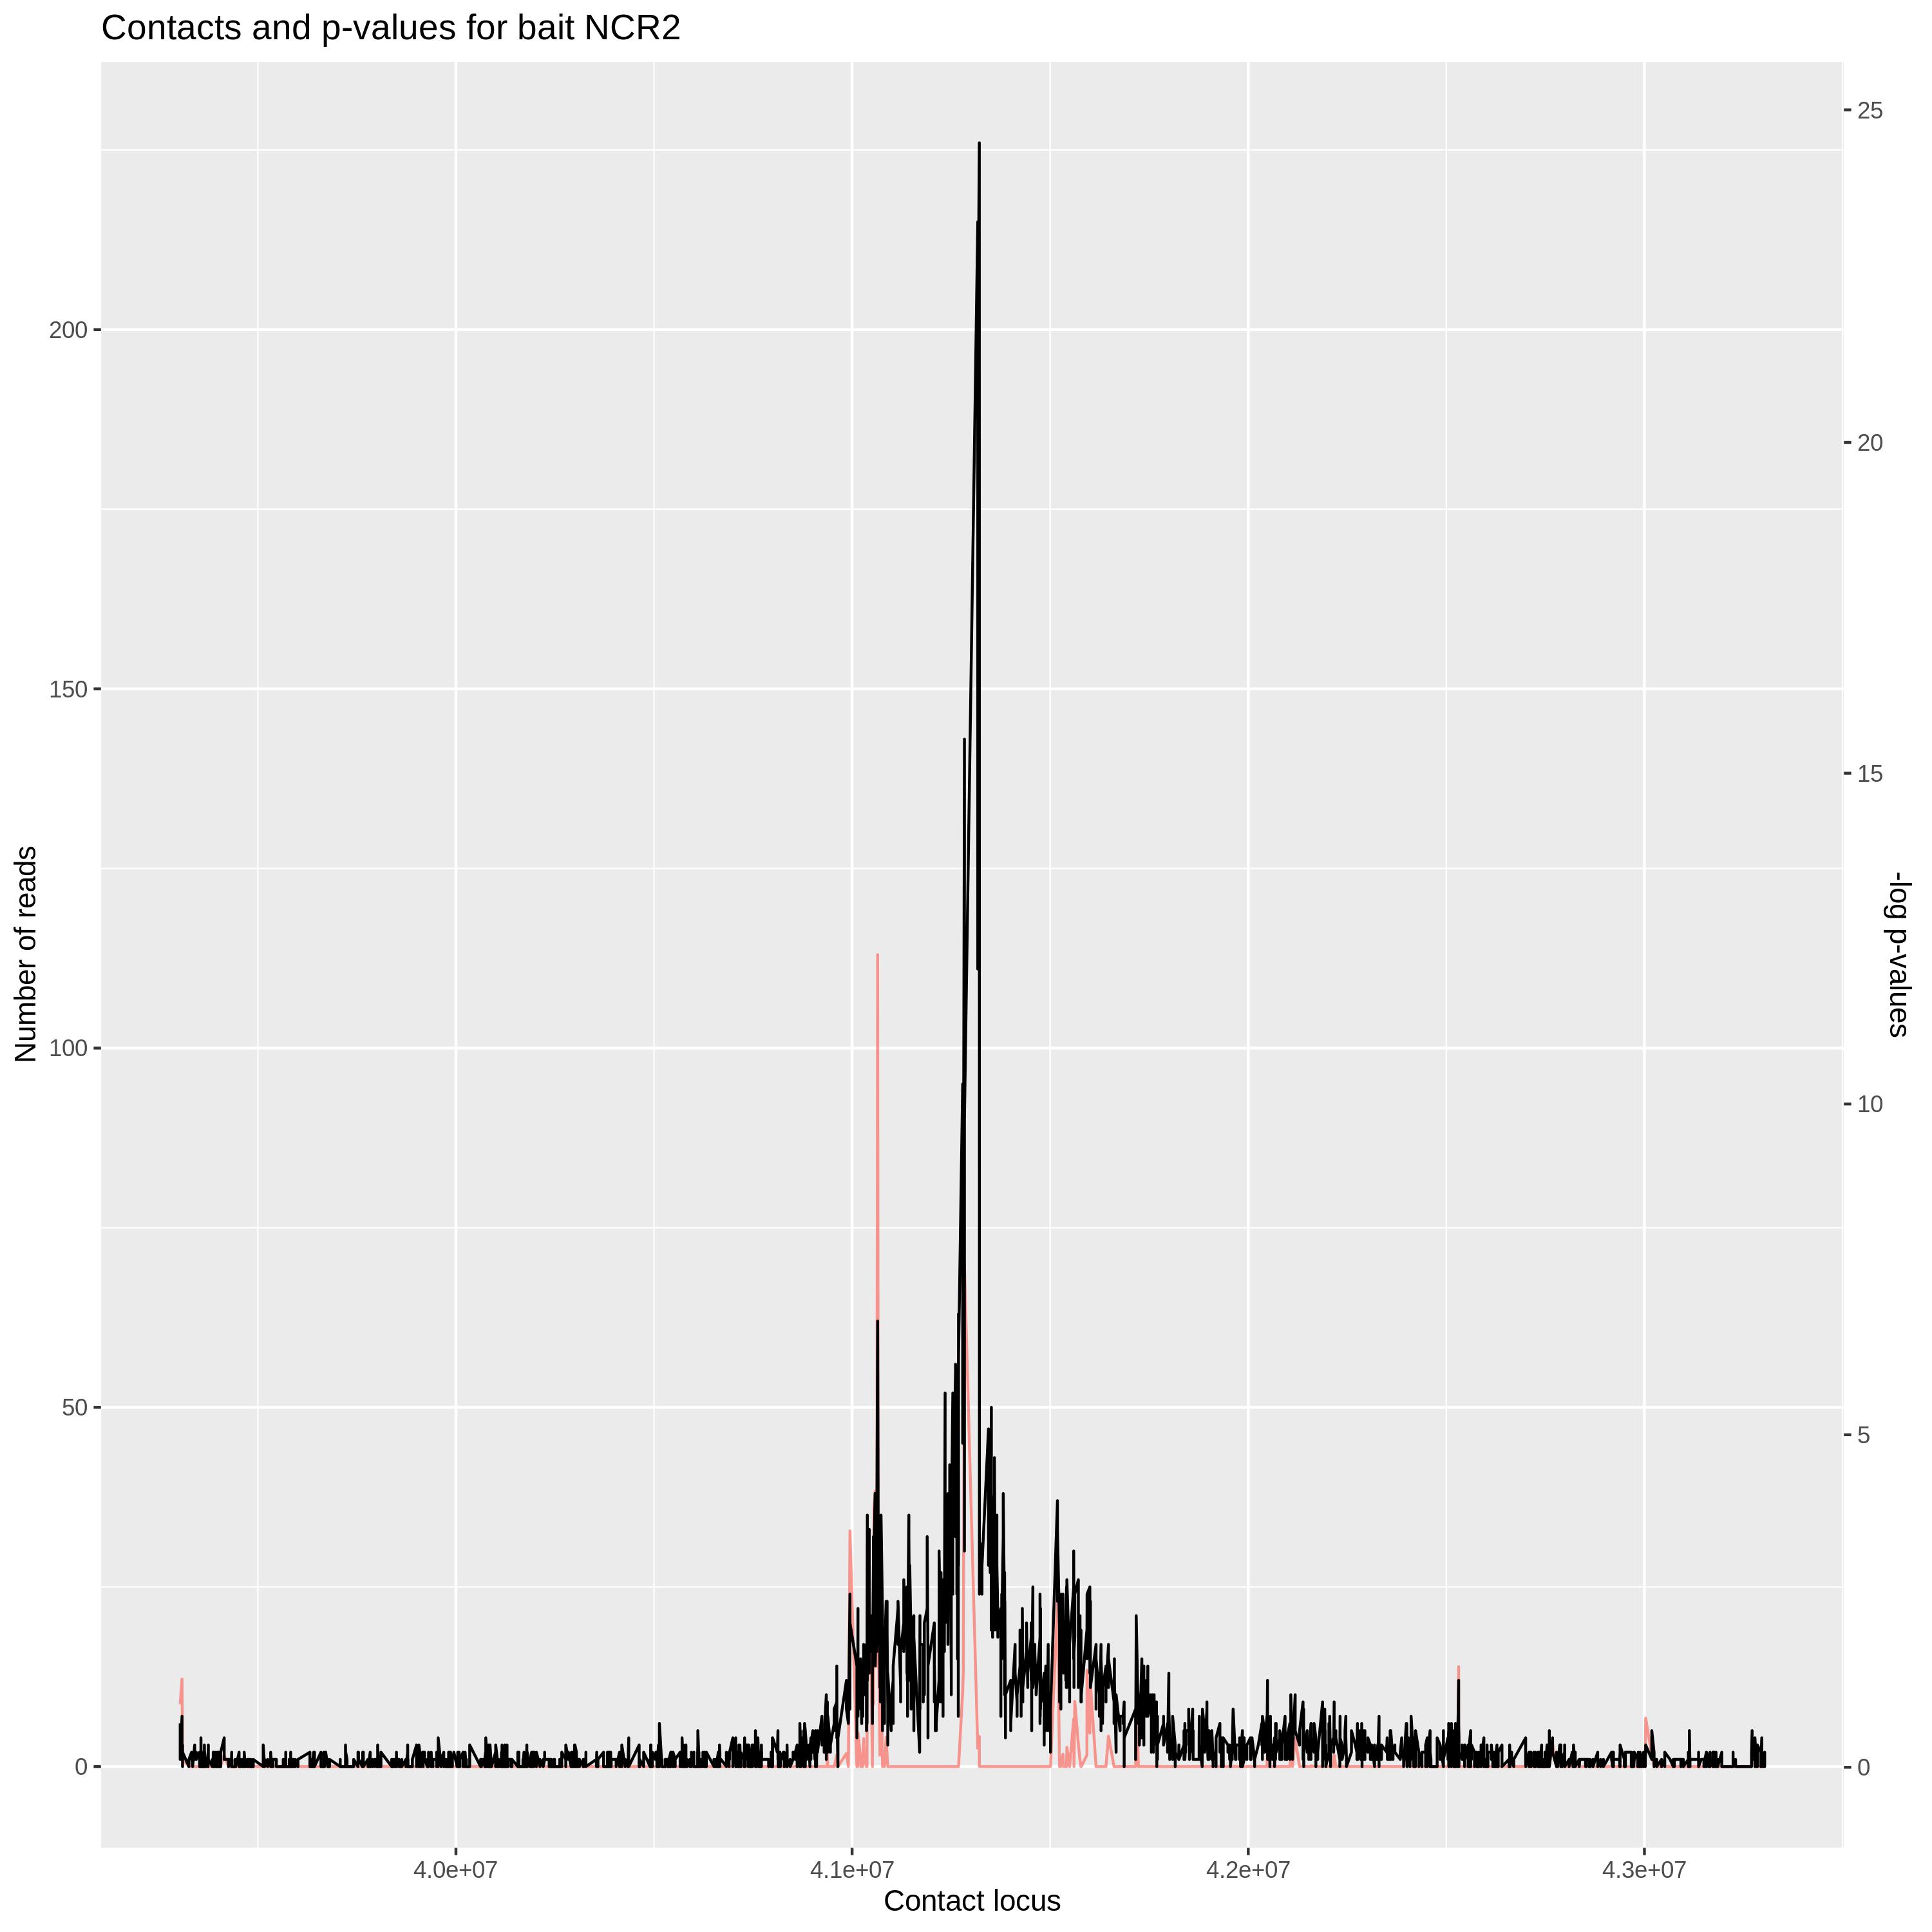 Contacts and p-values for bait NCR2
Number of reads
200
150
100
50
0
25
20
15
10
5
0
-log p-values
4.0e+07
4.1e+07
4.2e+07
4.3e+07
Contact locus